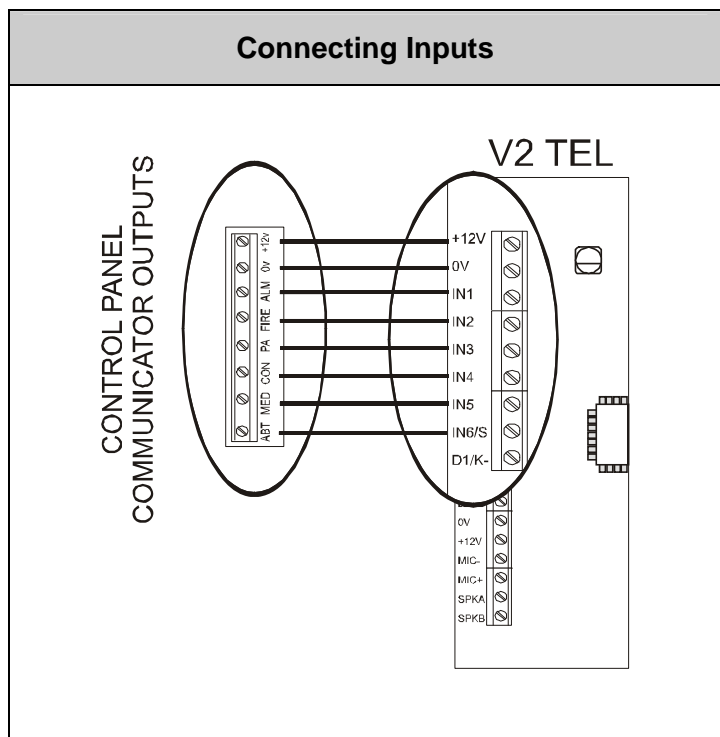 Connecting Inputs
V2 TEL
CONTROL PANEL
COMMUNICATOR OUTPUTS
+12v
0v
ALM
FIRE
PA
CON
MED
ABT
+12V
0V
IN1
IN2
IN3
IN4
IN5
IN6/S
D1/K-
0V
+12V
MIC-
MIC+
SPKA
SPKB